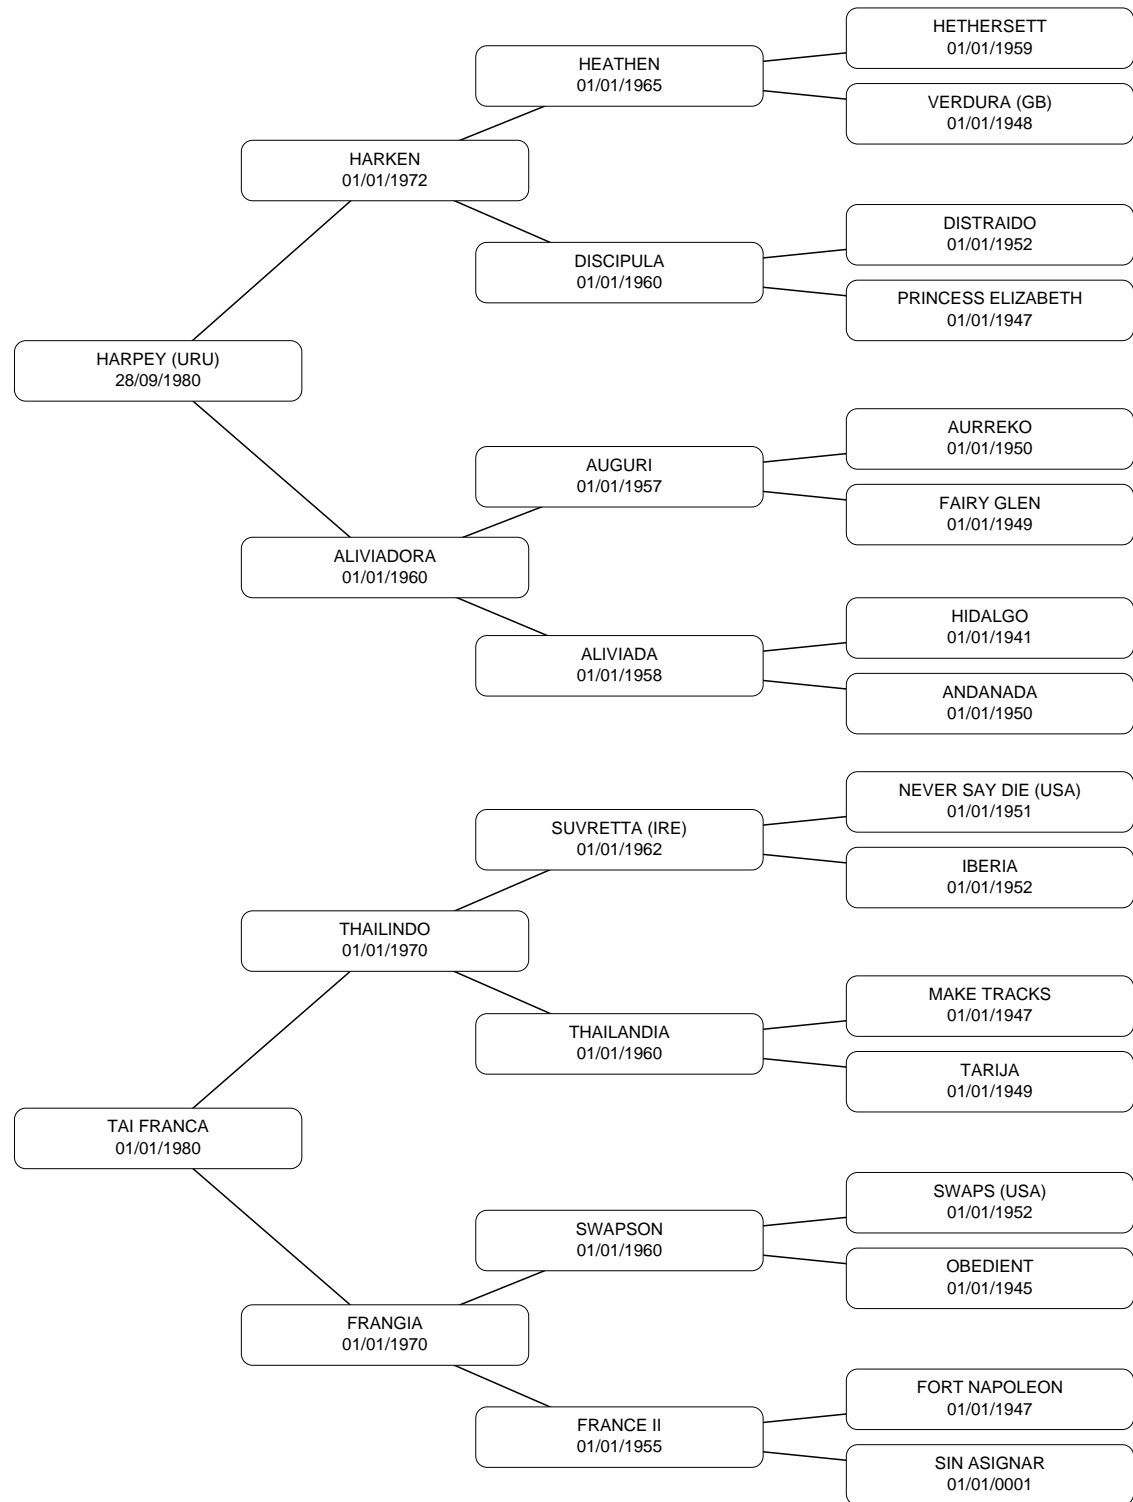 HETHERSETT
01/01/1959
HEATHEN
01/01/1965
VERDURA (GB)
01/01/1948
HARKEN
01/01/1972
DISTRAIDO
01/01/1952
DISCIPULA
01/01/1960
PRINCESS ELIZABETH
01/01/1947
HARPEY (URU)
28/09/1980
AURREKO
01/01/1950
AUGURI
01/01/1957
FAIRY GLEN
01/01/1949
ALIVIADORA
01/01/1960
HIDALGO
01/01/1941
ALIVIADA
01/01/1958
ANDANADA
01/01/1950
NEVER SAY DIE (USA)
01/01/1951
SUVRETTA (IRE)
01/01/1962
IBERIA
01/01/1952
THAILINDO
01/01/1970
MAKE TRACKS
01/01/1947
THAILANDIA
01/01/1960
TARIJA
01/01/1949
TAI FRANCA
01/01/1980
SWAPS (USA)
01/01/1952
SWAPSON
01/01/1960
OBEDIENT
01/01/1945
FRANGIA
01/01/1970
FORT NAPOLEON
01/01/1947
FRANCE II
01/01/1955
SIN ASIGNAR
01/01/0001